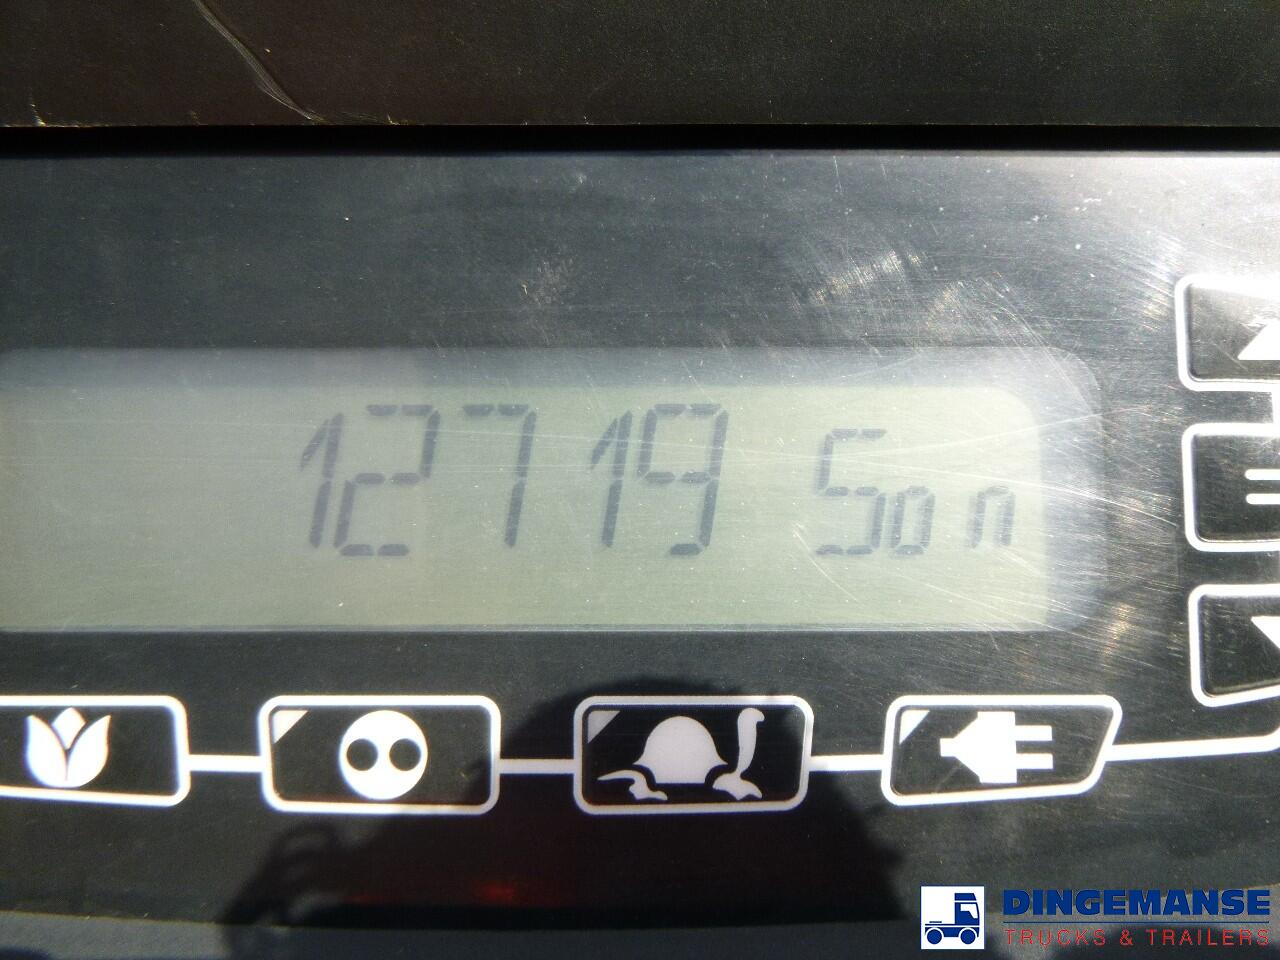 12719 5on
DINGEMANSE
TRUCKS & TRAILERS